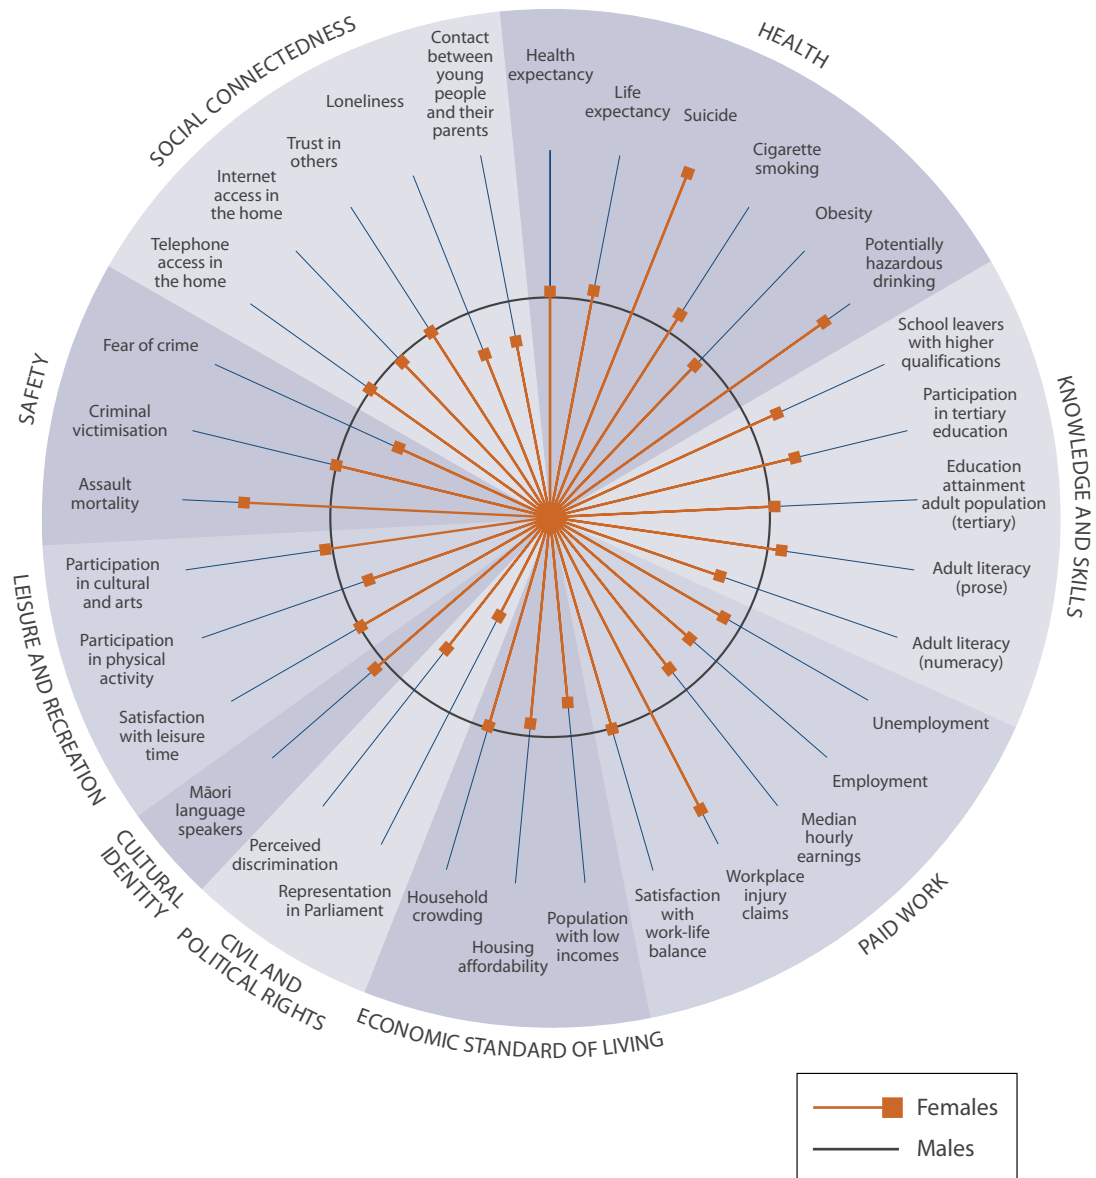 SOCIAL CONNECTEDNESS
Contact
between
young
people
and their
parents
Loneliness
Trust in
others
Internet
access in
the home
Telephone
access in
the home
HEALTH
Health
expectancy
Life
expectancy
Suicide
Cigarette
smoking
Obesity
Potentially
hazardous
drinking
KNOWLEDGE AND SKILLS
School leavers
with higher
qualifications
Participation
in tertiary
education
Education
attainment
adult population
(tertiary)
Adult literacy
(prose)
Adult literacy
(numeracy)
PAID WORK
Unemployment
Employment
Median
hourly
earnings
Workplace
injury
claims
Satisfaction
with
work-life
balance
ECONOMIC STANDARD OF LIVING
Population
with low
incomes
Housing
affordability
Household
crowding
CIVIL AND
POLITICAL RIGHTS
Representation
in Parliament
Perceived
discrimination
CULTURAL
IDENTITY
Māori
language
speakers
LEISURE AND RECREATION
Satisfaction
with leisure
time
Participation
in physical
activity
Participation
in cultural
and arts
SAFETY
Assault
mortality
Criminal
victimisation
Fear of crime
Females
Males